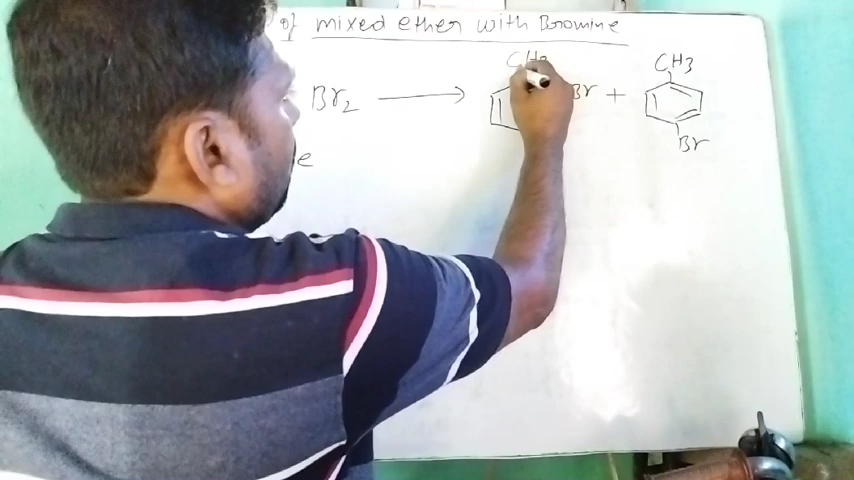 of mixed ether with Bromine
CH3 CH3
Br2 → Br +
Br
e